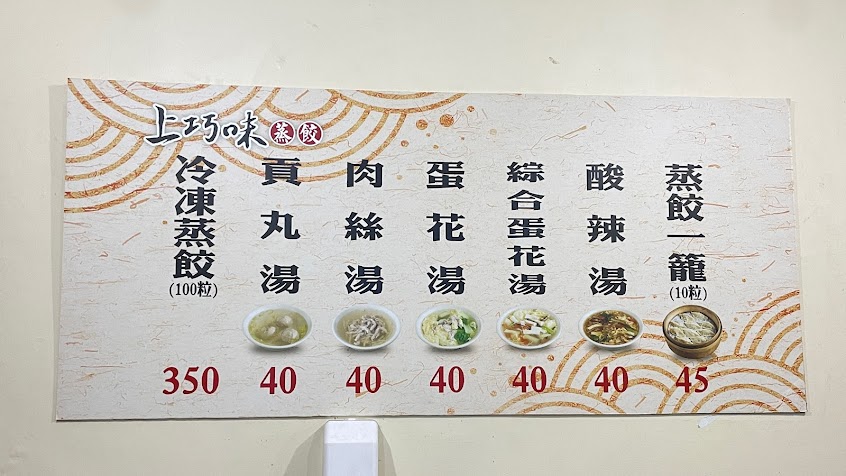 上巧味蒸餃
蒸餃一籠
(10粒)
45
酸辣湯
40
綜合蛋花湯
40
蛋花湯
40
肉絲湯
40
貢丸湯
40
冷凍蒸餃
(100粒)
350